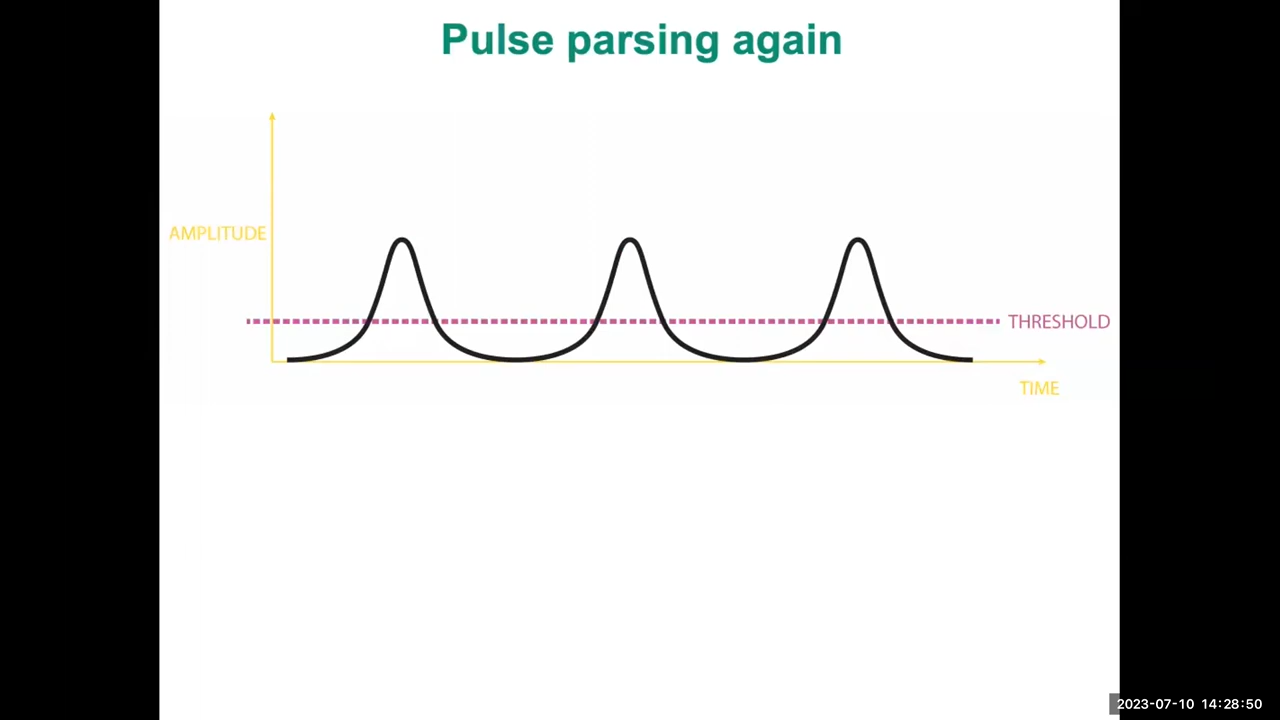 Pulse parsing again
AMPLITUDE
THRESHOLD
TIME
2023-07-10 14:28:50